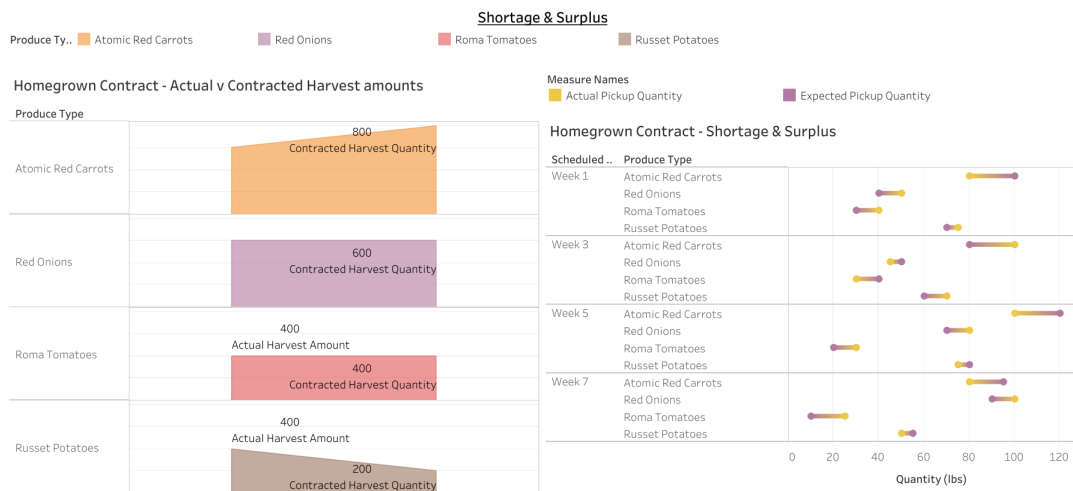 Shortage & Surplus
Produce Ty.. Atomic Red Carrots Red Onions Roma Tomatoes Russet Potatoes
Homegrown Contract - Actual v Contracted Harvest amounts
Produce Type
Atomic Red Carrots
800
Contracted Harvest Quantity
Red Onions
600
Contracted Harvest Quantity
Roma Tomatoes
400
Actual Harvest Amount
400
Contracted Harvest Quantity
Russet Potatoes
400
Actual Harvest Amount
200
Contracted Harvest Quantity
Measure Names
Actual Pickup Quantity Expected Pickup Quantity
Homegrown Contract - Shortage & Surplus
Scheduled .. Produce Type
Week 1 Atomic Red Carrots
Red Onions
Roma Tomatoes
Russet Potatoes
Week 3 Atomic Red Carrots
Red Onions
Roma Tomatoes
Russet Potatoes
Week 5 Atomic Red Carrots
Red Onions
Roma Tomatoes
Russet Potatoes
Week 7 Atomic Red Carrots
Red Onions
Roma Tomatoes
Russet Potatoes
0 20 40 60 80 100 120
Quantity (lbs)